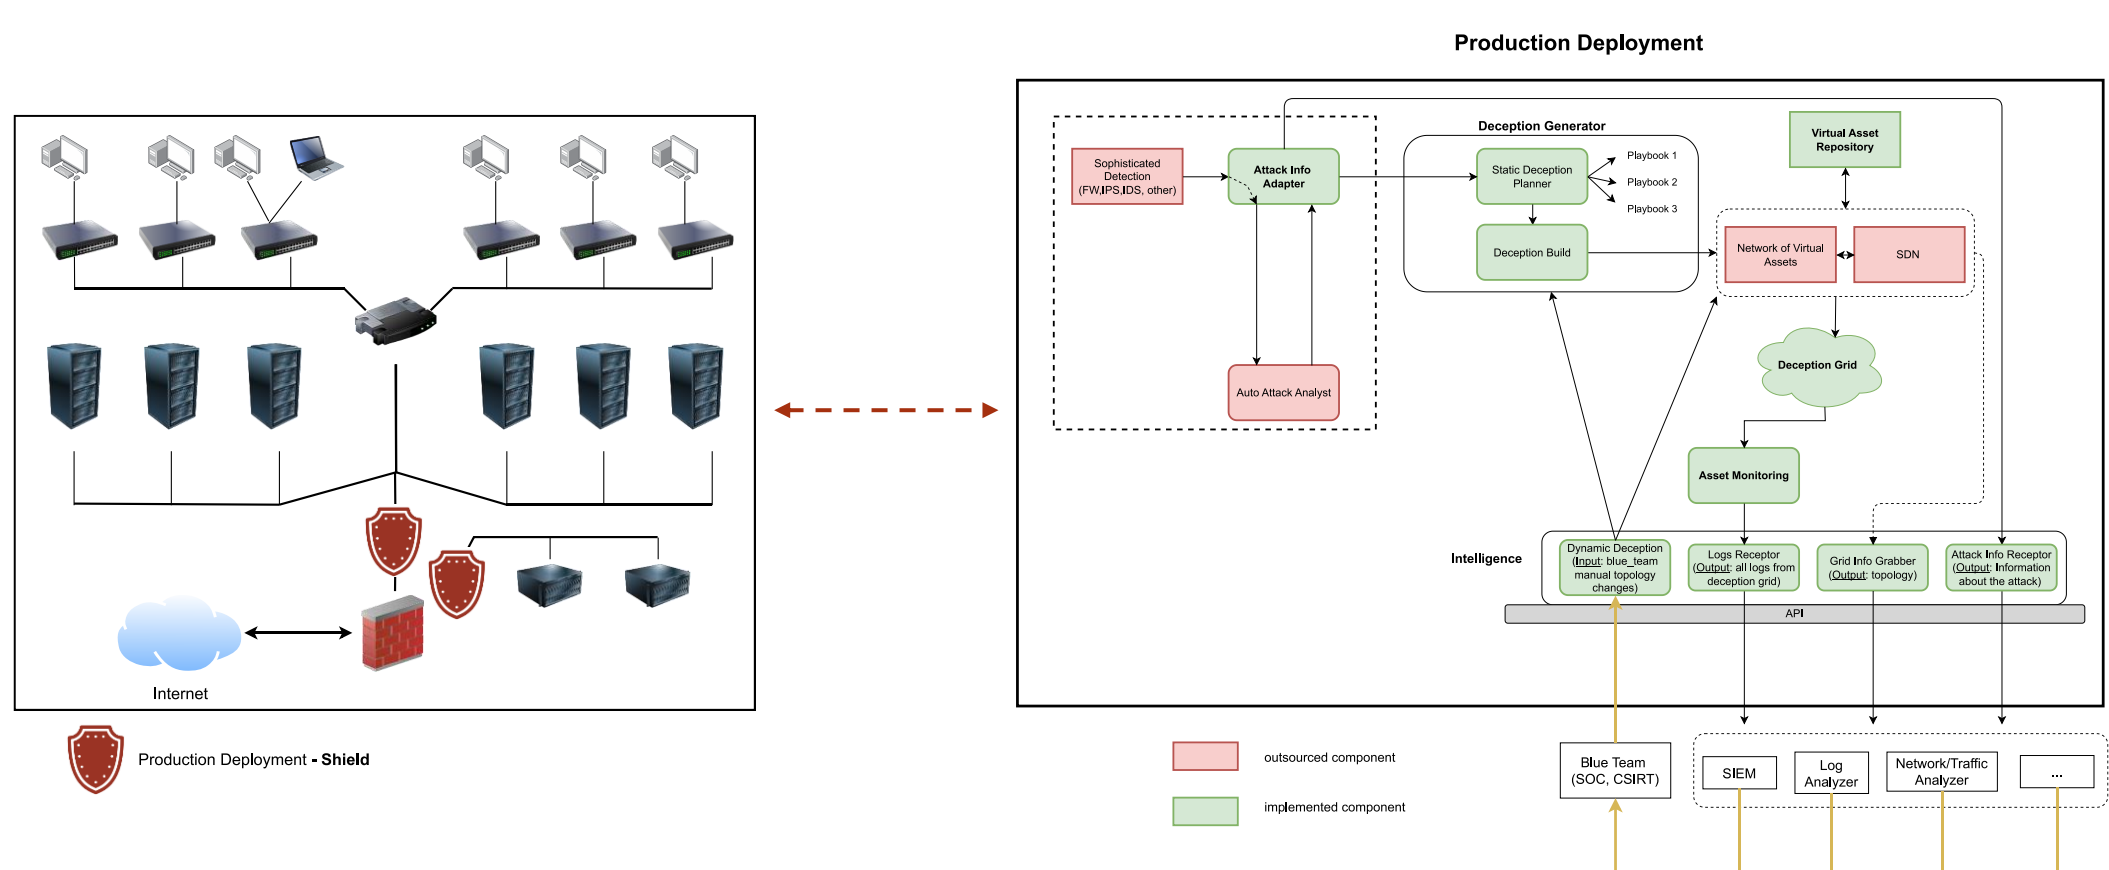 Production Deployment
Internet
Production Deployment - Shield
Sophisticated
Detection
(FW,IPS,IDS, other)
Attack Info
Adapter
Auto Attack Analyst
Deception Generator
Static Deception
Planner
Playbook 1
Playbook 2
Playbook 3
Deception Build
Virtual Asset
Repository
Network of Virtual
Assets
SDN
Deception Grid
Asset Monitoring
Intelligence
Dynamic Deception
(Input: blue_team
manual topology
changes)
Logs Receptor
(Output: all logs from
deception grid)
Grid Info Grabber
(Output: topology)
Attack Info Receptor
(Output: Information
about the attack)
API
outsourced component
implemented component
Blue Team
(SOC, CSIRT)
SIEM
Log
Analyzer
Network/Traffic
Analyzer
...